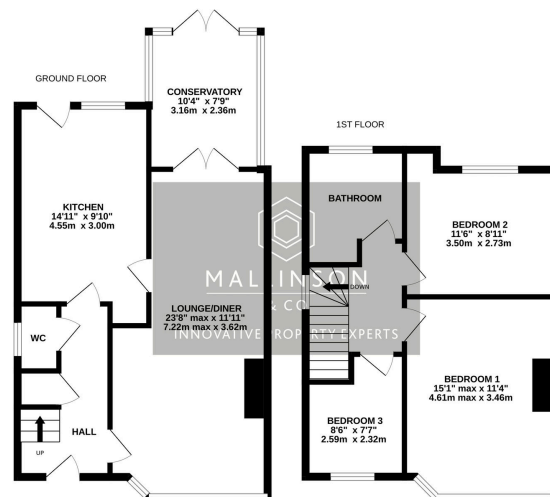 GROUND FLOOR
CONSERVATORY
10'4" x 7'9"
3.16m x 2.36m
KITCHEN
14'11" x 9'10"
4.55m x 3.00m
WC
LOUNGE/DINER
23'8" max x 11'11"
7.22m max x 3.62m
HALL
UP
1ST FLOOR
BATHROOM
BEDROOM 2
11'6" x 8'11"
3.50m x 2.73m
DOWN
BEDROOM 1
15'1" max x 11'4"
4.61m max x 3.46m
BEDROOM 3
8'6" x 7'7"
2.59m x 2.32m
MALLINSON
& CO
INNOVATIVE PROPERTY EXPERTS